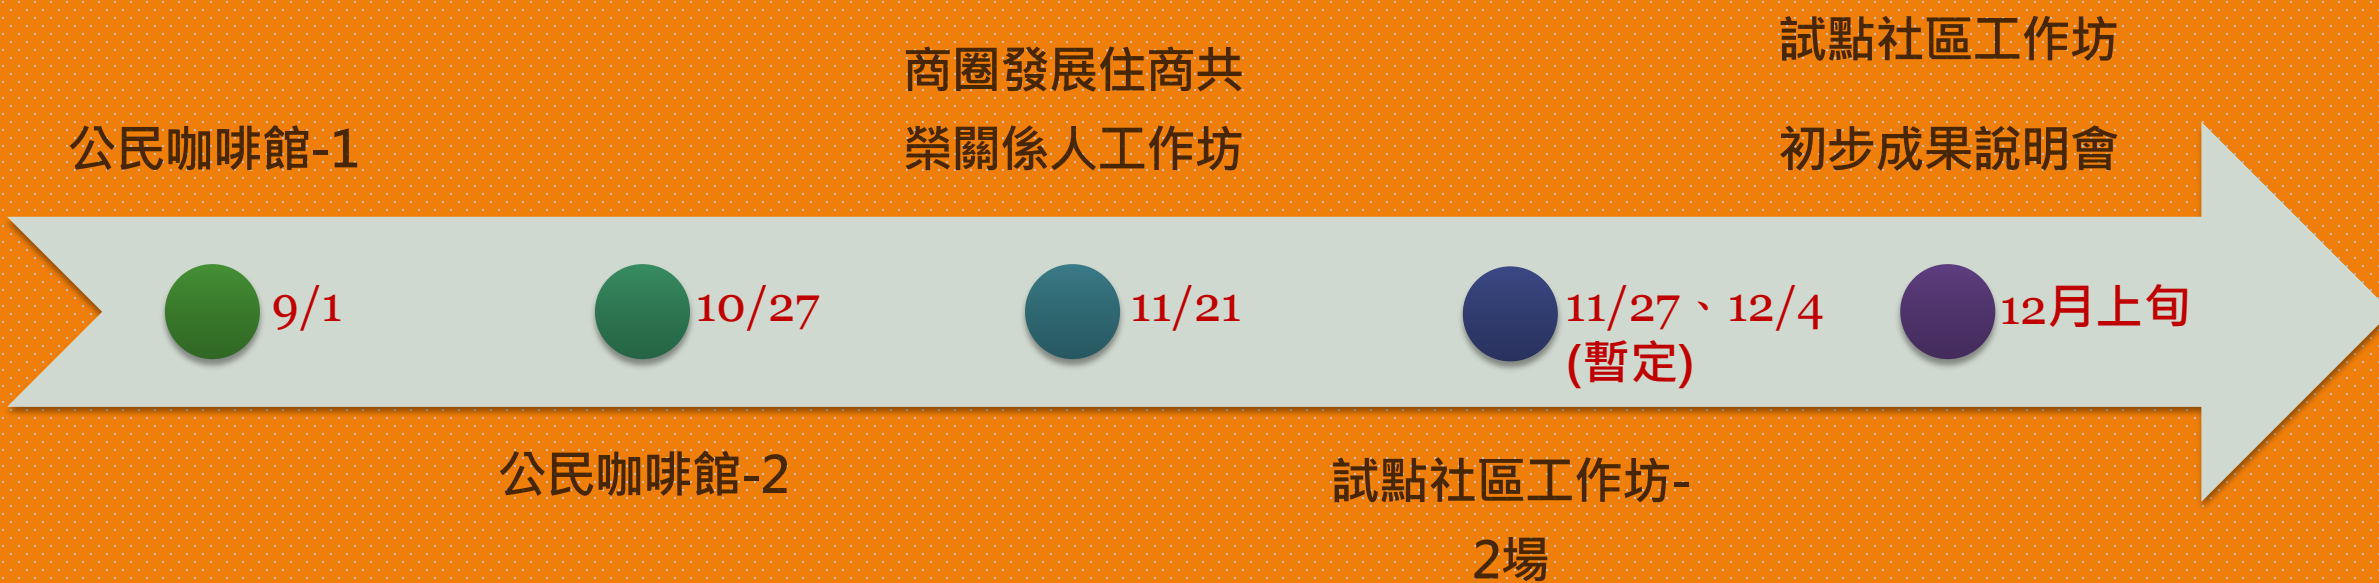 公民咖啡館-1
9/1
公民咖啡館-2
10/27
商圈發展住商共
榮關係人工作坊
11/21
試點社區工作坊-
2場
11/27、12/4
(暫定)
試點社區工作坊
初步成果說明會
12月上旬